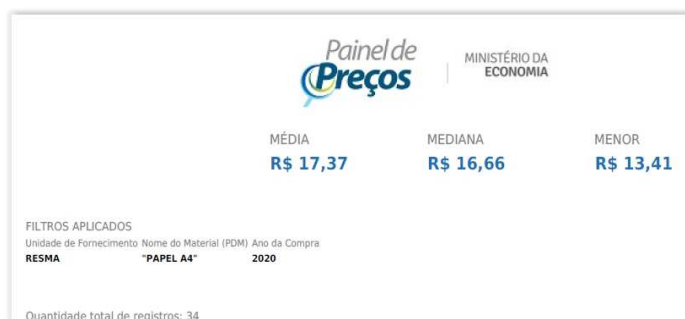 Painel de
Preços
MINISTÉRIO DA
ECONOMIA
MÉDIA MEDIANA MENOR
R$ 17,37 R$ 16,66 R$ 13,41
FILTROS APLICADOS
Unidade de Fornecimento Nome do Material (PDM) Ano da Compra
RESMA "PAPEL A4" 2020
Quantidade total de registros: 34